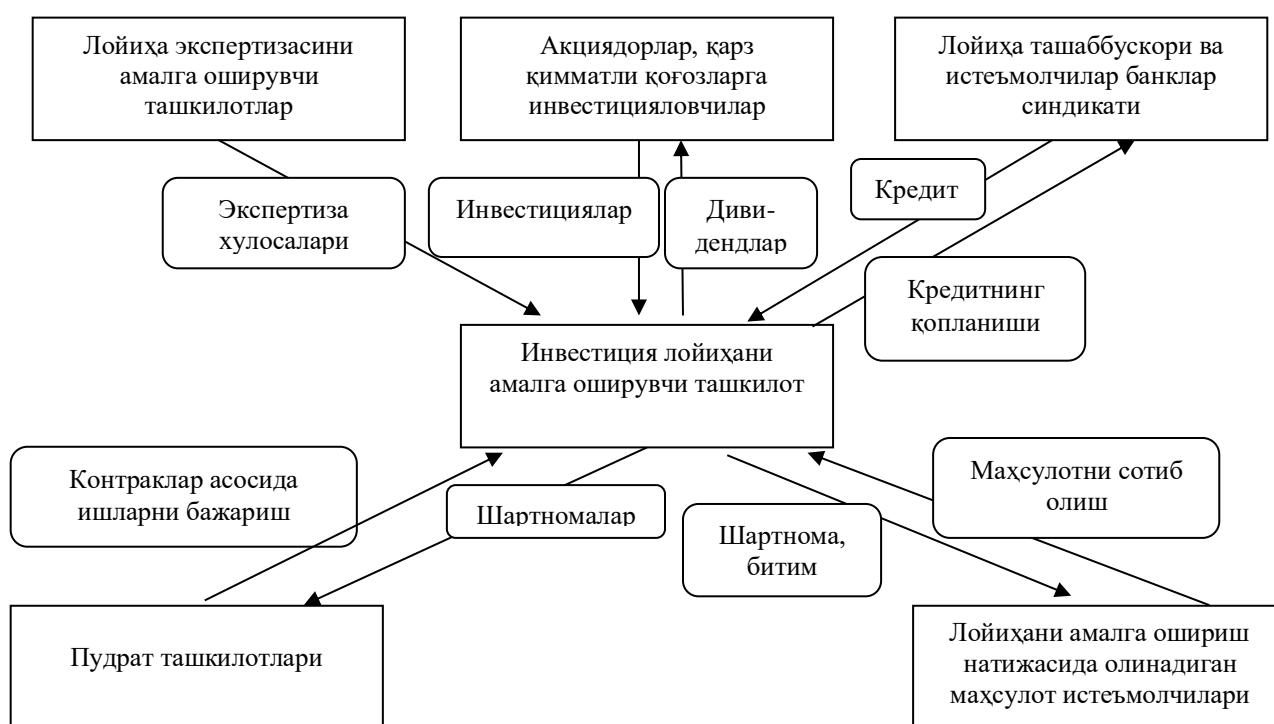 Лойиҳа экспертизасини
амалга оширувчи
ташкилотлар
Акциядорлар, қарз
қимматли қоғозларга
инвестицияловчилар
Лойиҳа ташаббускори ва
истеъмолчилар банклар
синдикати
Экспертиза
хулосалари
Инвестициялар
Диви-
дендлар
Кредит
Кредитнинг
қопланиши
Инвестиция лойиҳани
амалга оширувчи ташкилот
Контраклар асосида
ишларни бажариш
Шартномалар
Шартнома,
битим
Маҳсулотни сотиб
олиш
Пудрат ташкилотлари
Лойиҳани амалга ошириш
натижасида олинадиган
маҳсулот истеъмолчилари